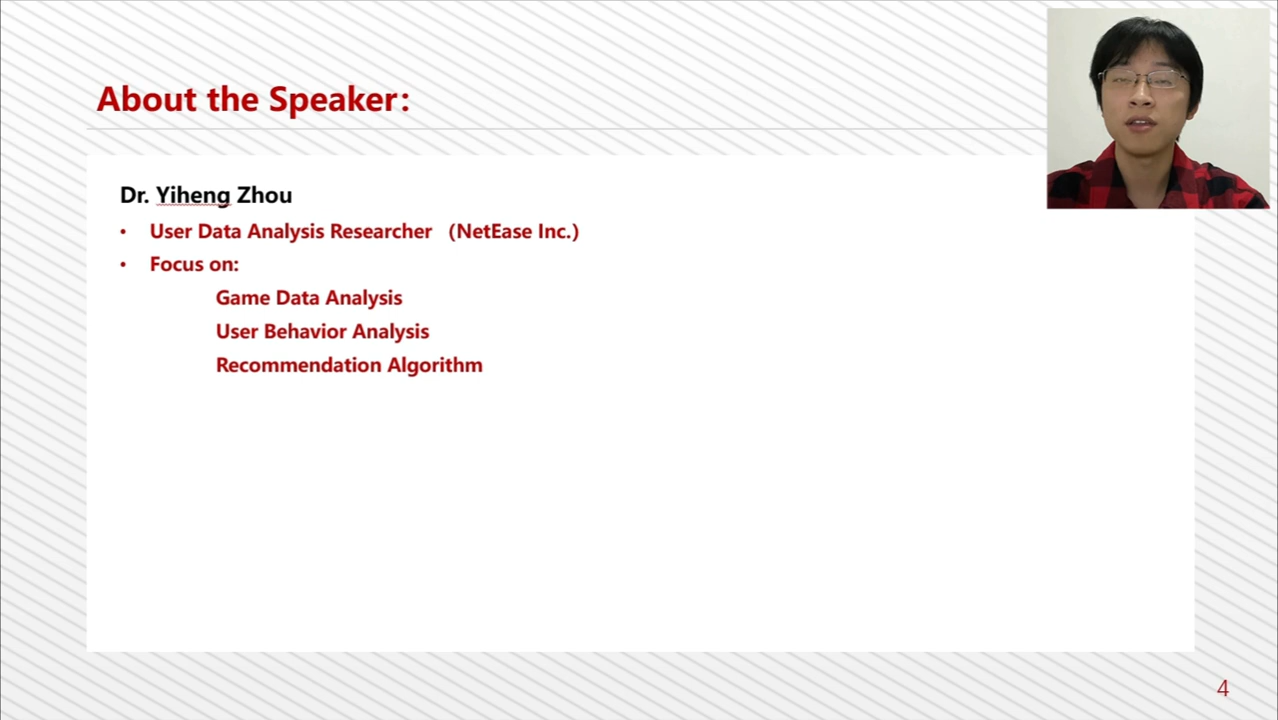 About the Speaker:
Dr. Yiheng Zhou
• User Data Analysis Researcher (NetEase Inc.)
• Focus on:
Game Data Analysis
User Behavior Analysis
Recommendation Algorithm
4